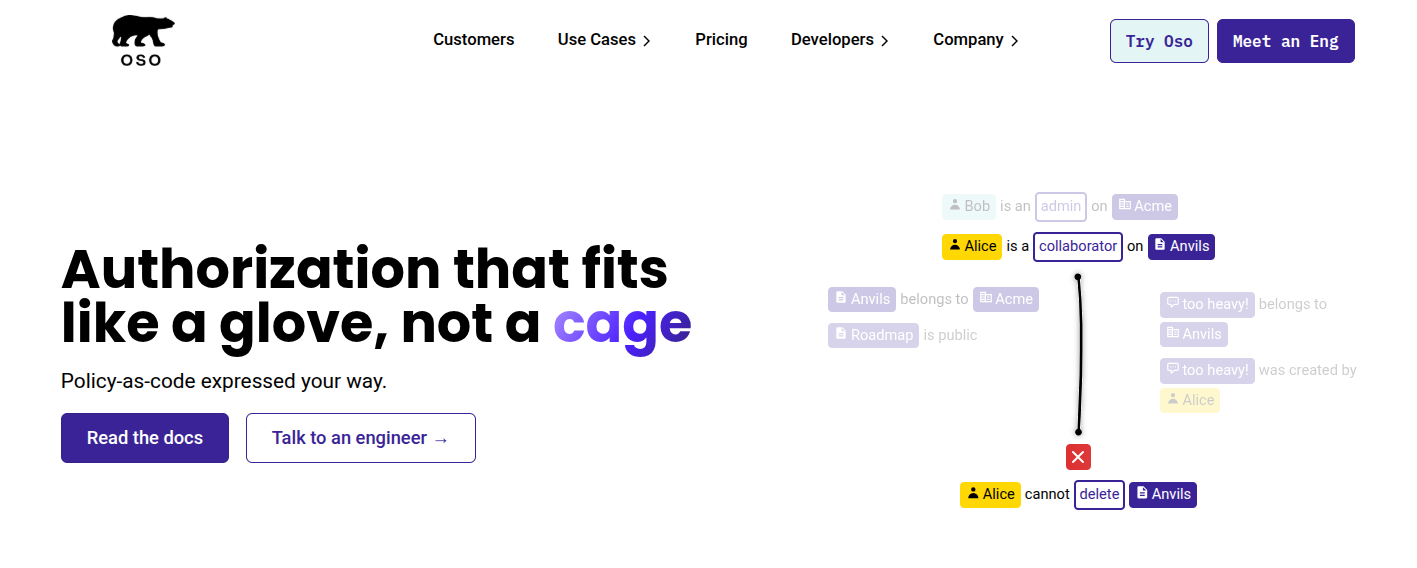 OSO
Customers
Use Cases
Pricing
Developers
Company
Try Oso
Meet an Eng
Authorization that fits
like a glove, not a cage
Policy-as-code expressed your way.
Read the docs
Talk to an engineer →
Bob is an admin on Acme
Alice is a collaborator on Anvils
Anvils belongs to Acme
Roadmap is public
too heavy! belongs to
Anvils
too heavy! was created by
Alice
Alice cannot delete Anvils